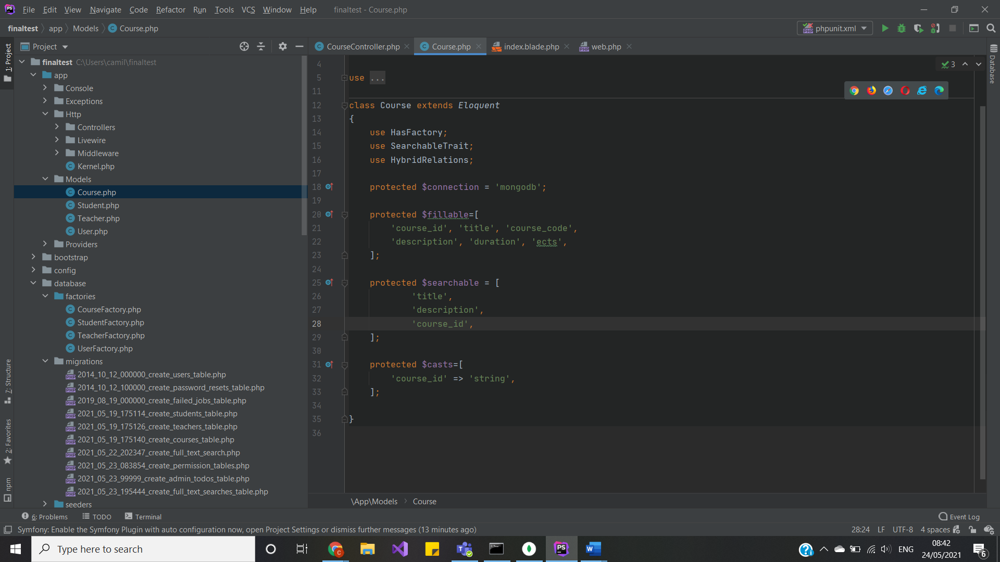 File Edit View Navigate Code Refactor Run Tools VCS Window Help finaltest - Course.php
finaltest app Models Course.php phpunit.xml
Project
CourseController.php Course.php index.blade.php web.php
1: Project
7: Structure
2: Favorites
npm
Database
finaltest C:\Users\camil\finaltest
app
Console
Exceptions
Http
Controllers
Livewire
Middleware
Kernel.php
Models
Course.php
Student.php
Teacher.php
User.php
Providers
bootstrap
config
database
factories
CourseFactory.php
StudentFactory.php
TeacherFactory.php
UserFactory.php
migrations
2014_10_12_000000_create_users_table.php
2014_10_12_100000_create_password_resets_table.php
2019_08_19_000000_create_failed_jobs_table.php
2021_05_19_175114_create_students_table.php
2021_05_19_175126_create_teachers_table.php
2021_05_19_175140_create_courses_table.php
2021_05_22_202347_create_full_text_search.php
2021_05_23_083854_create_permission_tables.php
2021_05_23_99999_create_admin_todos_table.php
2021_05_23_195444_create_full_text_searches_table.php
seeders
3
4
5 use ...
11
12 class Course extends Eloquent
13 {
14 use HasFactory;
15 use SearchableTrait;
16 use HybridRelations;
17
18 protected $connection = 'mongodb';
19
20 protected $fillable=[
21 'course_id', 'title', 'course_code',
22 'description', 'duration', 'ects',
23 ];
24
25 protected $searchable = [
26 'title',
27 'description',
28 'course_id',
29 ];
30
31 protected $casts=[
32 'course_id' => 'string',
33 ];
34
35 }
36
\App\Models Course
6: Problems TODO Terminal Event Log
Symfony: Enable the Symfony Plugin with auto configuration now, open Project Settings or dismiss further messages (13 minutes ago) 28:24 LF UTF-8 4 spaces
Type here to search
ENG
08:42
24/05/2021
6